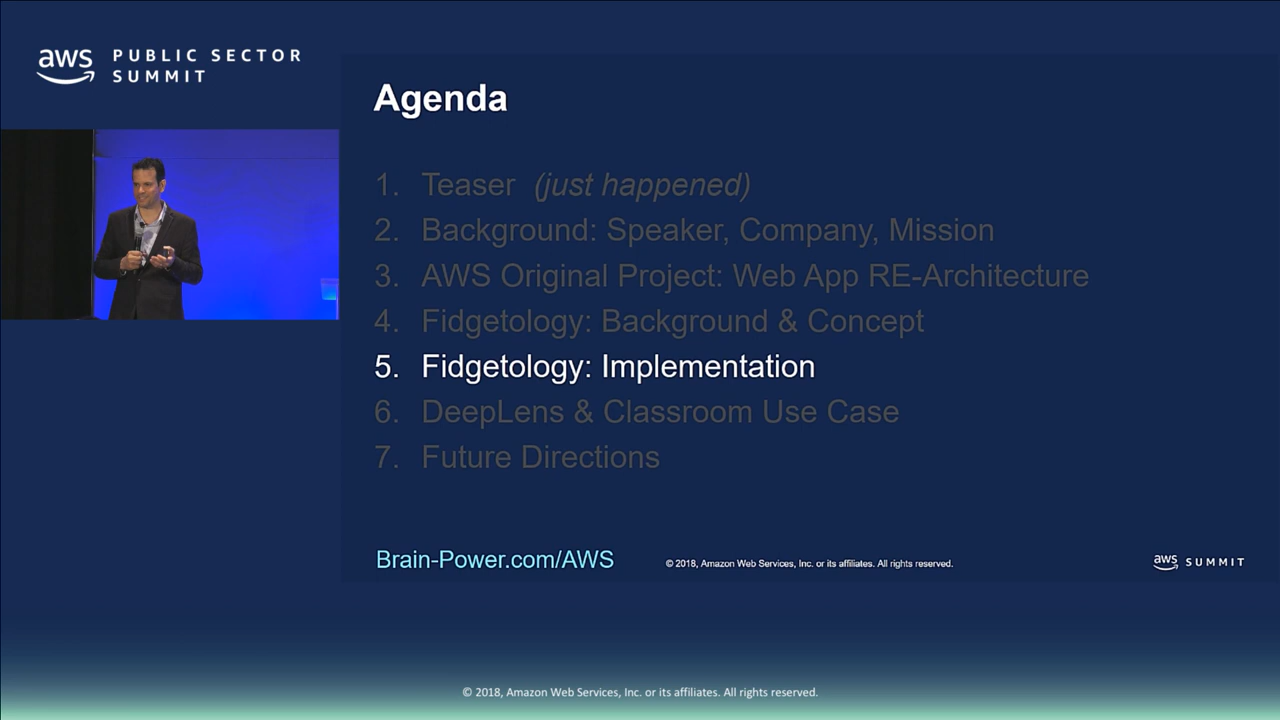 aws PUBLIC SECTOR
SUMMIT
Agenda
1. Teaser (just happened)
2. Background: Speaker, Company, Mission
3. AWS Original Project: Web App RE-Architecture
4. Fidgetology: Background & Concept
5. Fidgetology: Implementation
6. DeepLens & Classroom Use Case
7. Future Directions
Brain-Power.com/AWS
© 2018, Amazon Web Services, Inc. or its affiliates. All rights reserved.
aws SUMMIT
© 2018, Amazon Web Services, Inc. or its affiliates. All rights reserved.